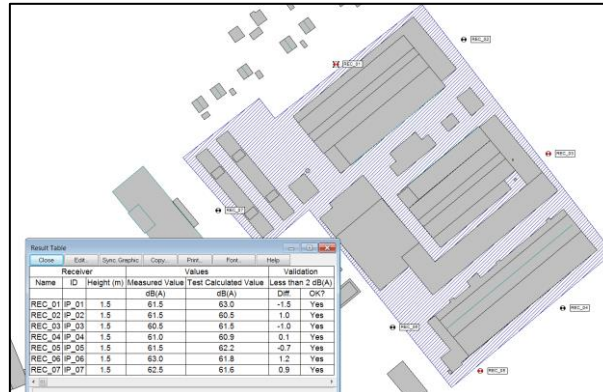 REC_02
REC_01
REC_03
REC_07
REC_04
Result Table
Close Edit... Sync Graphic Copy... Print... Font... Help
Receiver Values Validation
Name ID Height (m) Measured Value Test Calculated Value Less than 2 dB(A)
dB(A) dB(A) Diff. OK?
REC_01 IP_01 1.5 61.5 63.0 -1.5 Yes
REC_02 IP_02 1.5 61.5 60.5 1.0 Yes
REC_03 IP_03 1.5 60.5 61.5 -1.0 Yes
REC_04 IP_04 1.5 61.0 60.9 0.1 Yes
REC_05 IP_05 1.5 61.5 62.2 -0.7 Yes
REC_06 IP_06 1.5 63.0 61.8 1.2 Yes
REC_07 IP_07 1.5 62.5 61.6 0.9 Yes